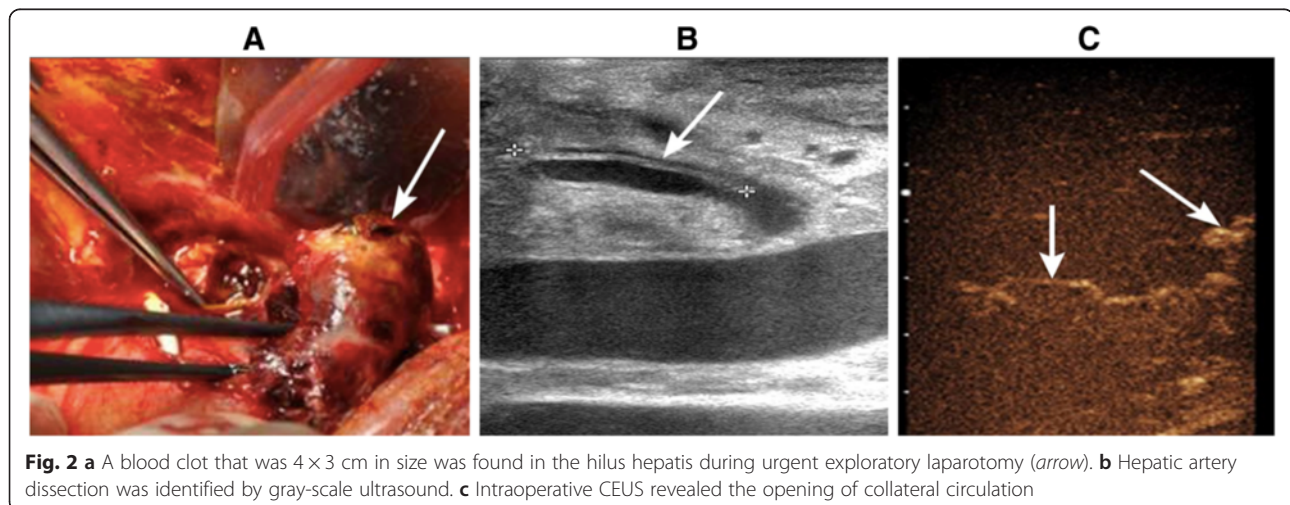 A B C
Fig. 2 a A blood clot that was 4 × 3 cm in size was found in the hilus hepatis during urgent exploratory laparotomy (arrow). b Hepatic artery
dissection was identified by gray-scale ultrasound. c Intraoperative CEUS revealed the opening of collateral circulation